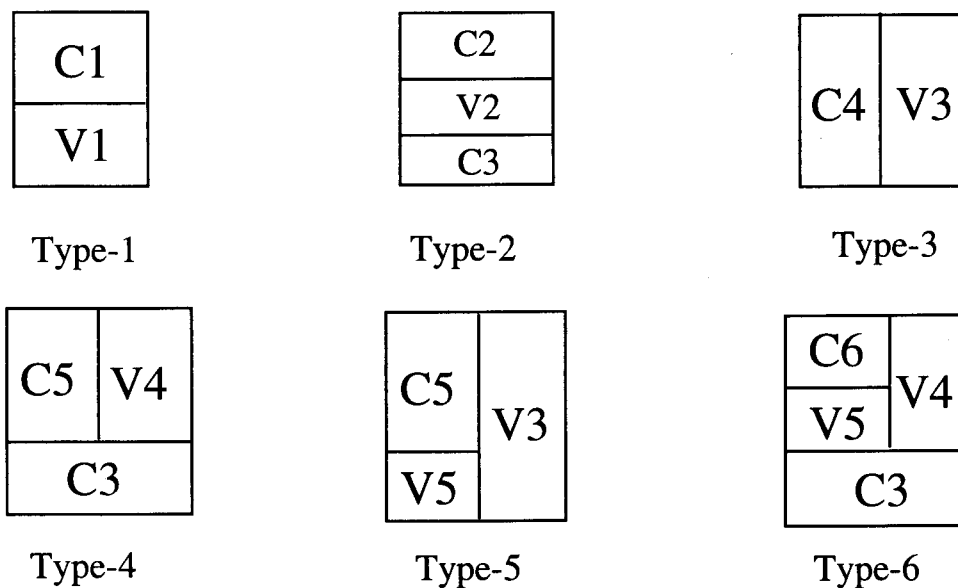 C1
V1
Type-1
C2
V2
C3
Type-2
C4 V3
Type-3
C5 V4
C3
Type-4
C5
V3
V5
Type-5
C6
V4
V5
C3
Type-6